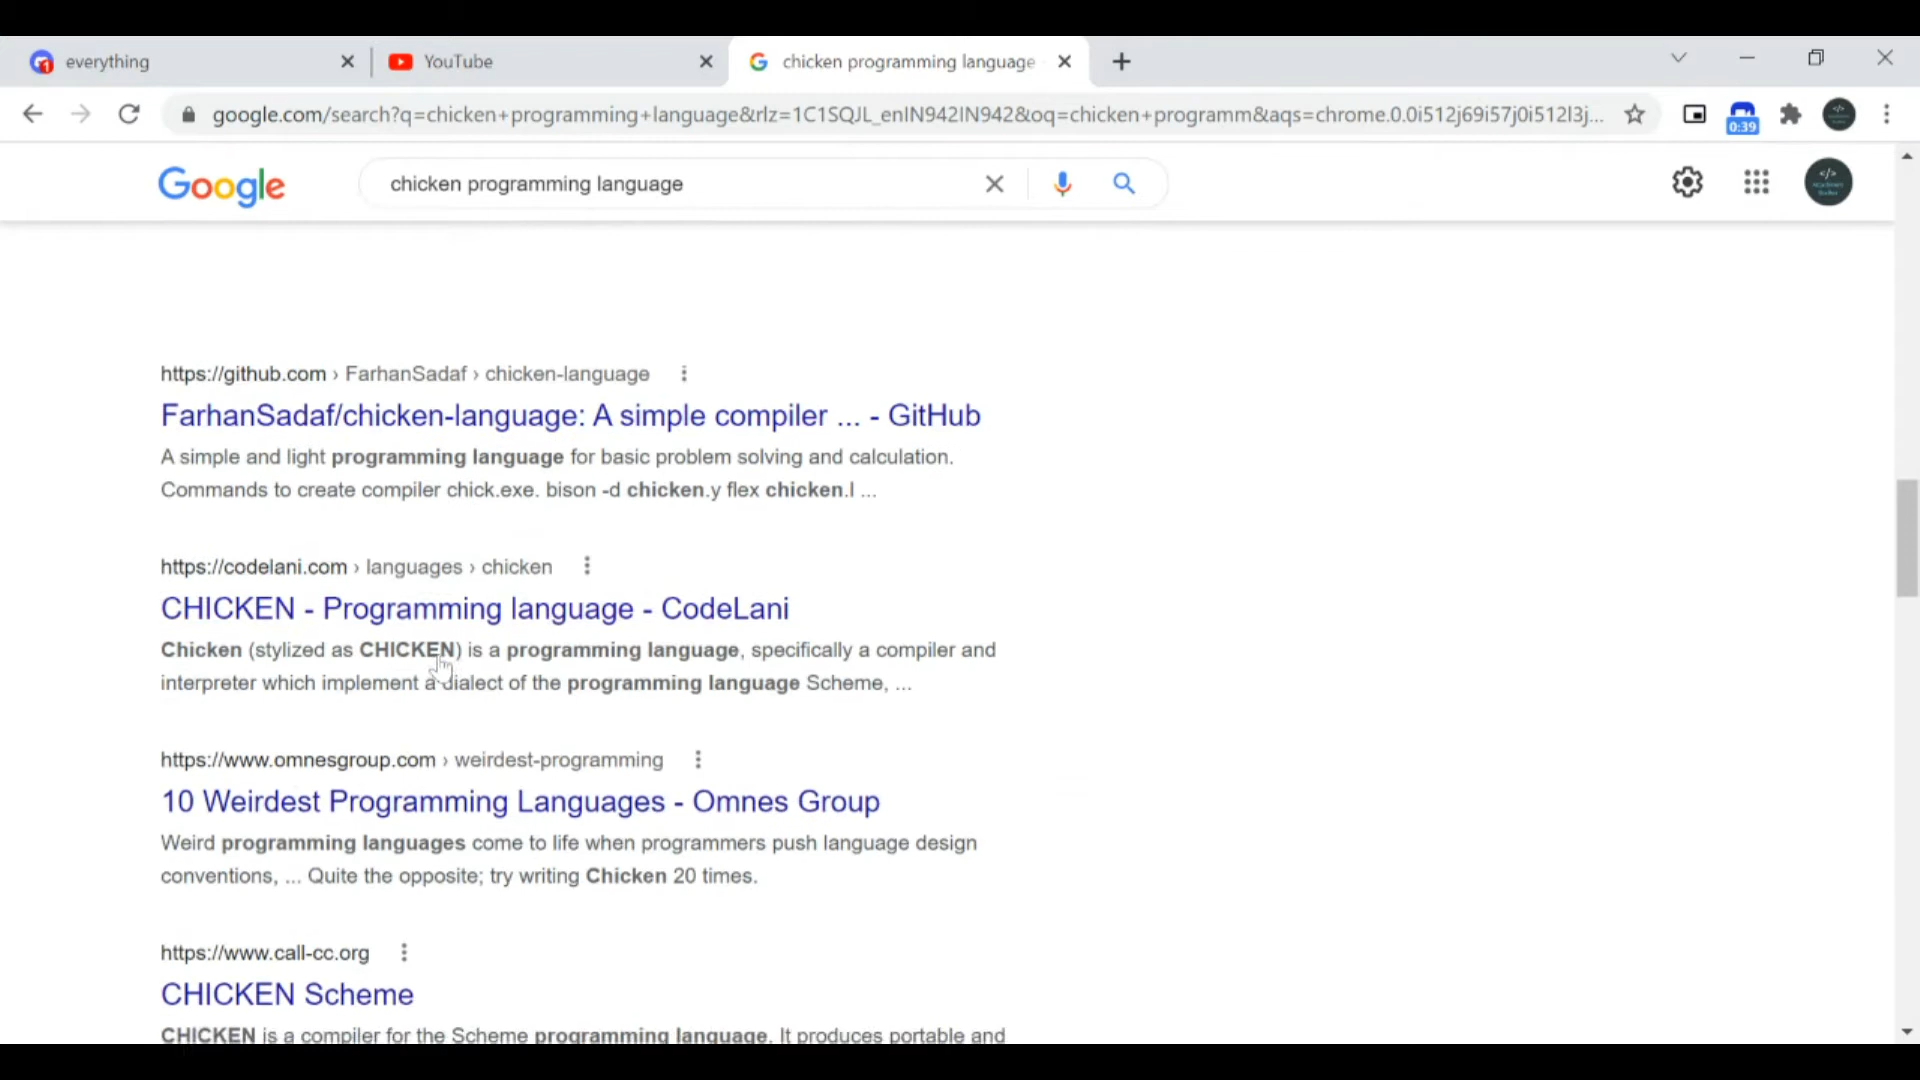 everything
YouTube
chicken programming language
google.com/search?q=chicken+programming+language&rlz=1C1SQJL_enIN942IN942&oq=chicken+programm&aqs=chrome.0.0i512j69i57j0i512l3j...
0:39
Google
chicken programming language
https://github.com › FarhanSadaf › chicken-language
FarhanSadaf/chicken-language: A simple compiler ... - GitHub
A simple and light programming language for basic problem solving and calculation.
Commands to create compiler chick.exe. bison -d chicken.y flex chicken.l ...
https://codelani.com › languages › chicken
CHICKEN - Programming language - CodeLani
Chicken (stylized as CHICKEN) is a programming language, specifically a compiler and
interpreter which implement a dialect of the programming language Scheme, ...
https://www.omnesgroup.com › weirdest-programming
10 Weirdest Programming Languages - Omnes Group
Weird programming languages come to life when programmers push language design
conventions, ... Quite the opposite; try writing Chicken 20 times.
https://www.call-cc.org
CHICKEN Scheme
CHICKEN is a compiler for the Scheme programming language. It produces portable and